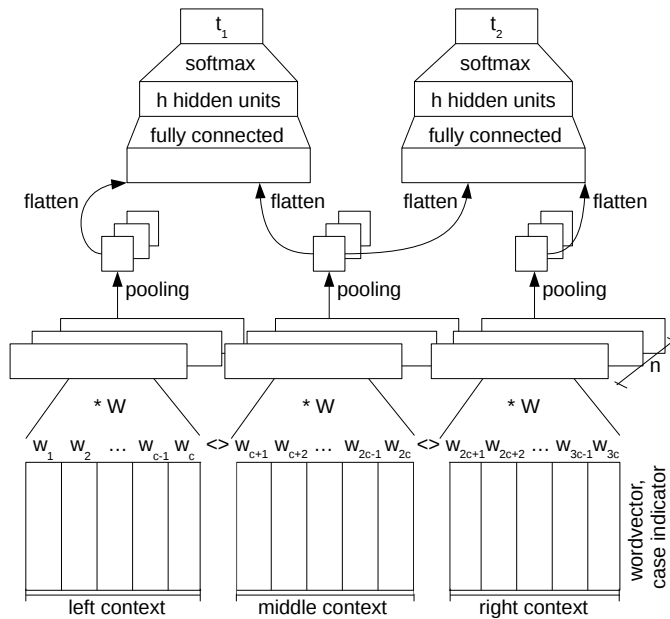 t1 t2
softmax softmax
h hidden units h hidden units
fully connected fully connected
flatten flatten flatten flatten
pooling pooling pooling
n
* W * W * W
w1 w2 ... wc-1 wc <> wc+1 wc+2 ... w2c-1 w2c <> w2c+1 w2c+2 ... w3c-1 w3c
wordvector,
case indicator
left context middle context right context